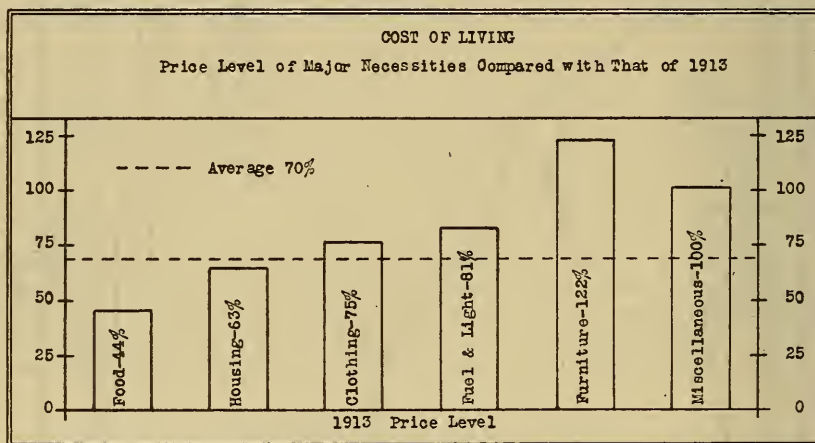 COST OF LIVING
Price Level of Major Necessities Compared with That of 1913
125
100
75
50
25
0
Average 70%
Food-44%
Housing-63%
Clothing-75%
Fuel & Light-81%
Furniture-122%
Miscellaneous-100%
125
100
75
50
25
0
1913 Price Level